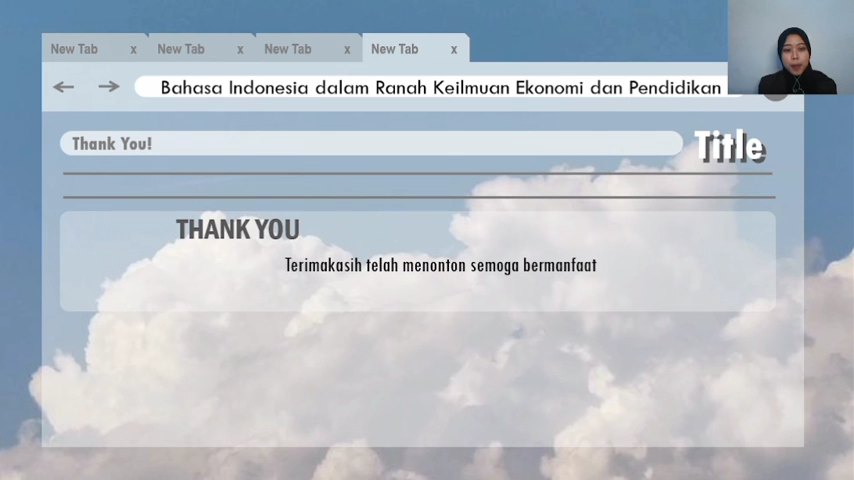 New Tab x New Tab x New Tab x New Tab x
Bahasa Indonesia dalam Ranah Keilmuan Ekonomi dan Pendidikan
Thank You! Title
THANK YOU
Terimakasih telah menonton semoga bermanfaat